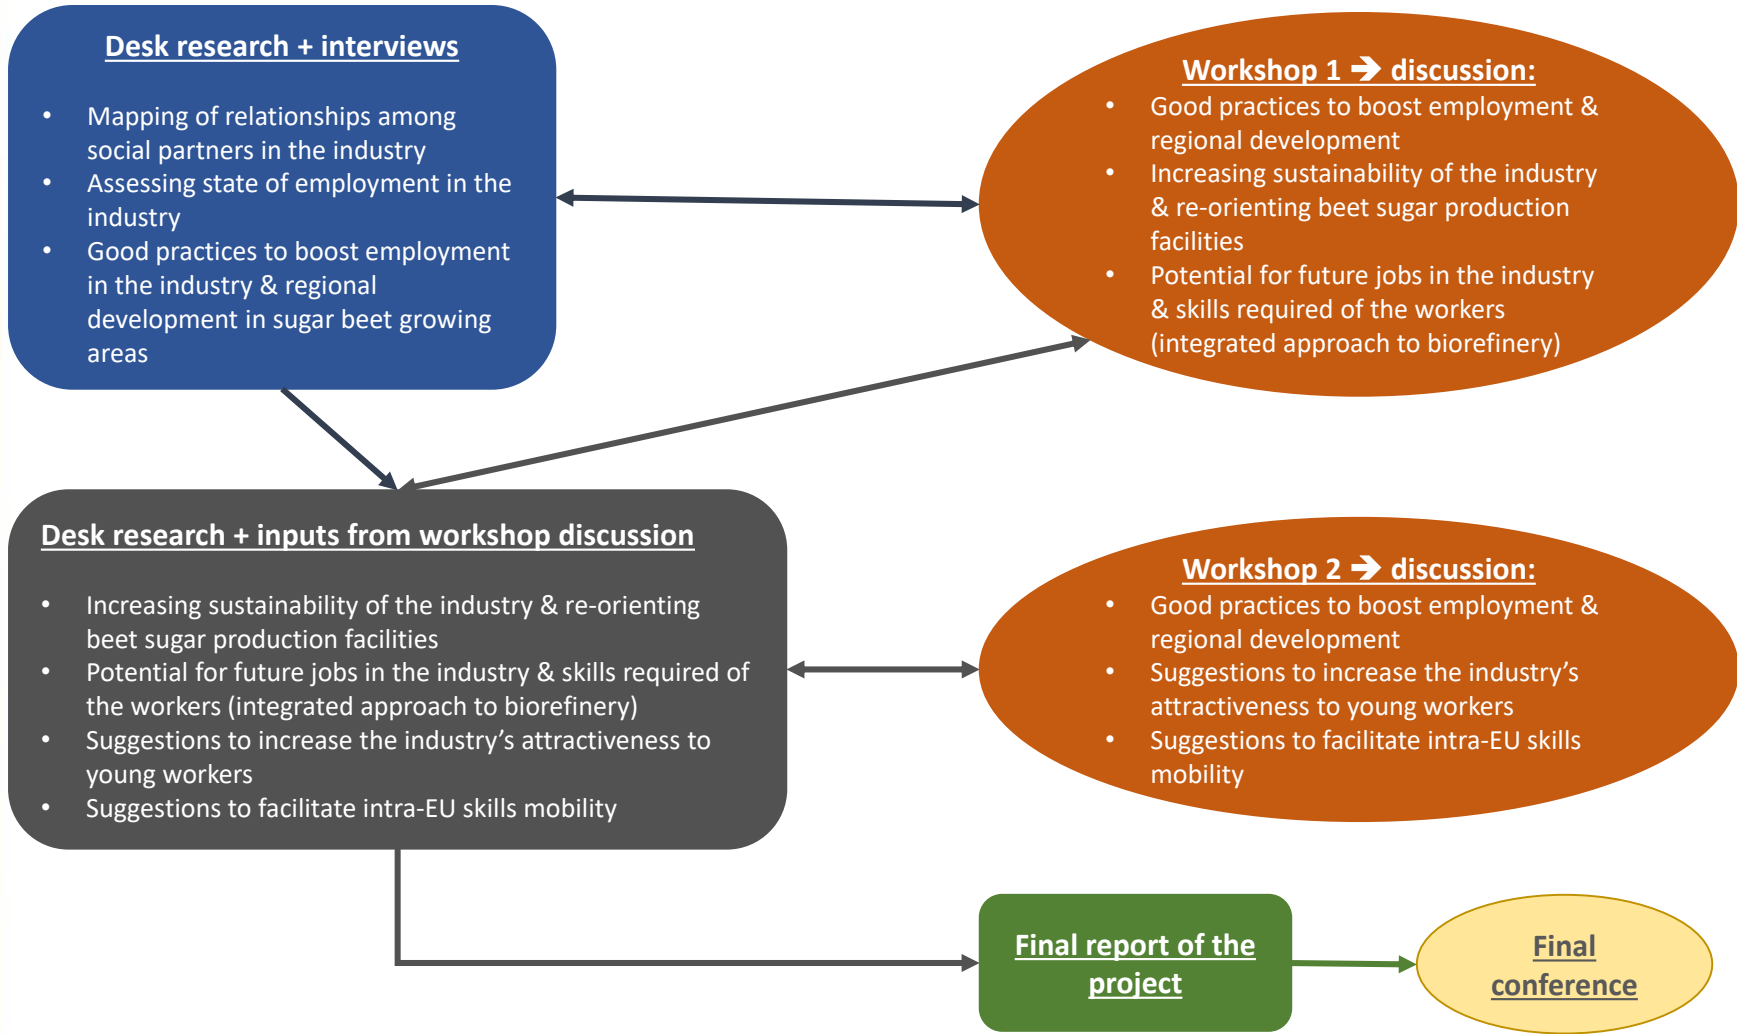 Desk research + interviews
• Mapping of relationships among
social partners in the industry
• Assessing state of employment in the
industry
• Good practices to boost employment
in the industry & regional
development in sugar beet growing
areas
Workshop 1 ➔ discussion:
• Good practices to boost employment &
regional development
• Increasing sustainability of the industry
& re-orienting beet sugar production
facilities
• Potential for future jobs in the industry
& skills required of the workers
(integrated approach to biorefinery)
Desk research + inputs from workshop discussion
• Increasing sustainability of the industry & re-orienting
beet sugar production facilities
• Potential for future jobs in the industry & skills required of
the workers (integrated approach to biorefinery)
• Suggestions to increase the industry’s attractiveness to
young workers
• Suggestions to facilitate intra-EU skills mobility
Workshop 2 ➔ discussion:
• Good practices to boost employment &
regional development
• Suggestions to increase the industry’s
attractiveness to young workers
• Suggestions to facilitate intra-EU skills
mobility
Final report of the
project
Final
conference